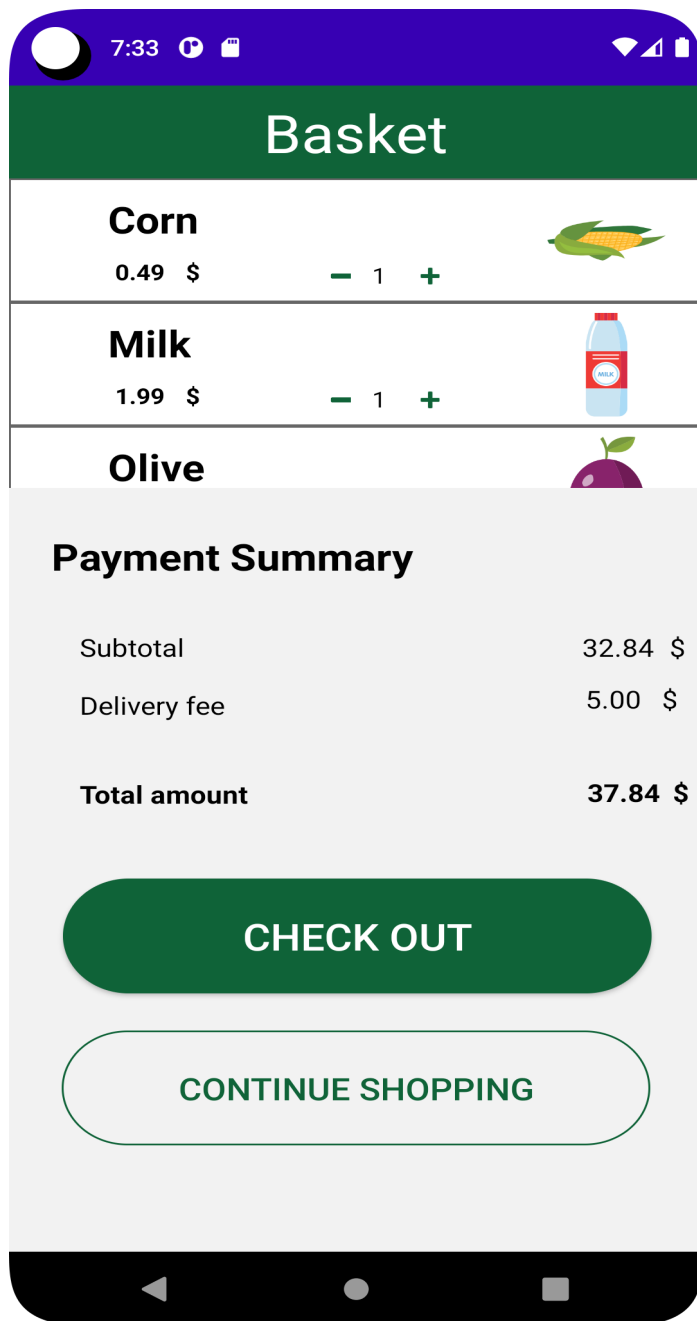 7:33
Basket
Corn
0.49 $
1
Milk
1.99 $
1
MILK
Olive
Payment Summary
Subtotal 32.84 $
Delivery fee 5.00 $
Total amount 37.84 $
CHECK OUT
CONTINUE SHOPPING